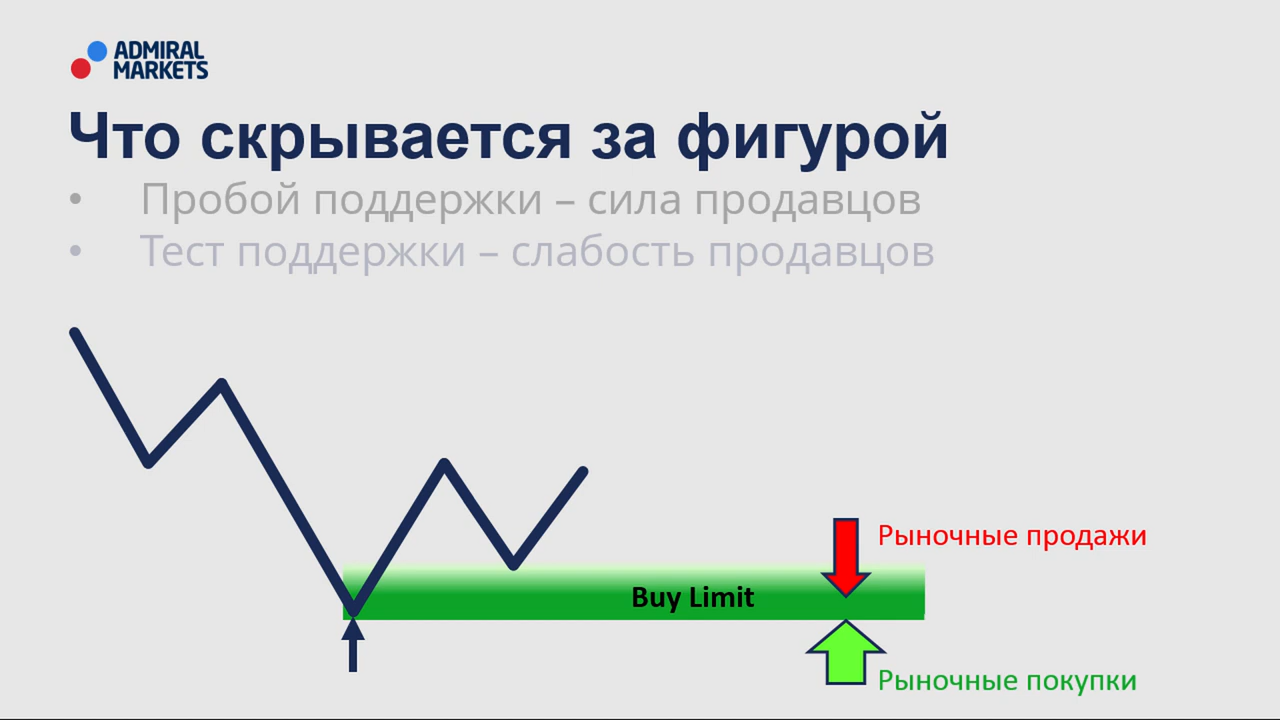 ADMIRAL
MARKETS
Что скрывается за фигурой
• Пробой поддержки – сила продавцов
• Тест поддержки – слабость продавцов
Рыночные продажи
Buy Limit
Рыночные покупки